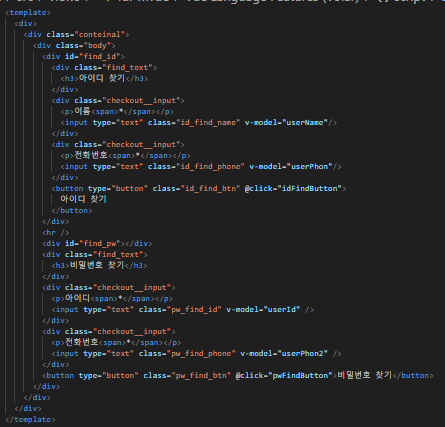 <template>
<div>
<div class="conteinal">
<div class="body">
<div id="find_id">
<div class="find_text">
<h3>아이디 찾기</h3>
</div>
<div class="checkout__input">
<p>이름<span>*</span></p>
<input type="text" class="id_find_name" v-model="userName"/>
</div>
<div class="checkout__input">
<p>전화번호<span>*</span></p>
<input type="text" class="id_find_phone" v-model="userPhon"/>
</div>
<button type="button" class="id_find_btn" @click="idFindButton">
아이디 찾기
</button>
</div>
<hr />
<div id="find_pw"></div>
<div class="find_text">
<h3>비밀번호 찾기</h3>
</div>
<div class="checkout__input">
<p>아이디<span>*</span></p>
<input type="text" class="pw_find_id" v-model="userId" />
</div>
<div class="checkout__input">
<p>전화번호<span>*</span></p>
<input type="text" class="pw_find_phone" v-model="userPhon2" />
</div>
<button type="button" class="pw_find_btn" @click="pwFindButton">비밀번호 찾기</button>
</div>
</div>
</div>
</template>